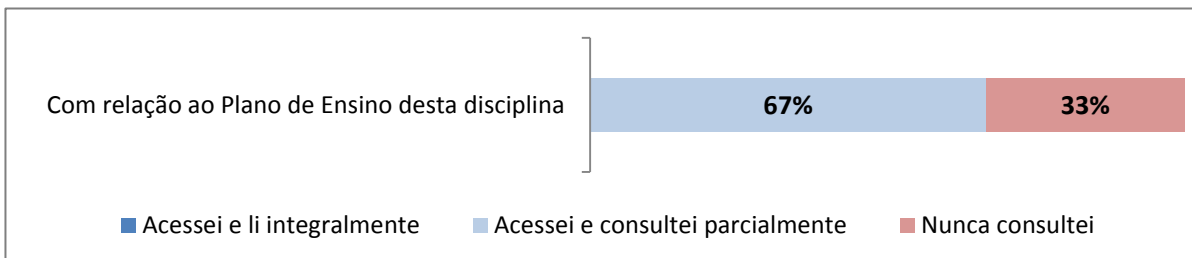 Com relação ao Plano de Ensino desta disciplina 67% 33%
Acessei e li integralmente Acessei e consultei parcialmente Nunca consultei